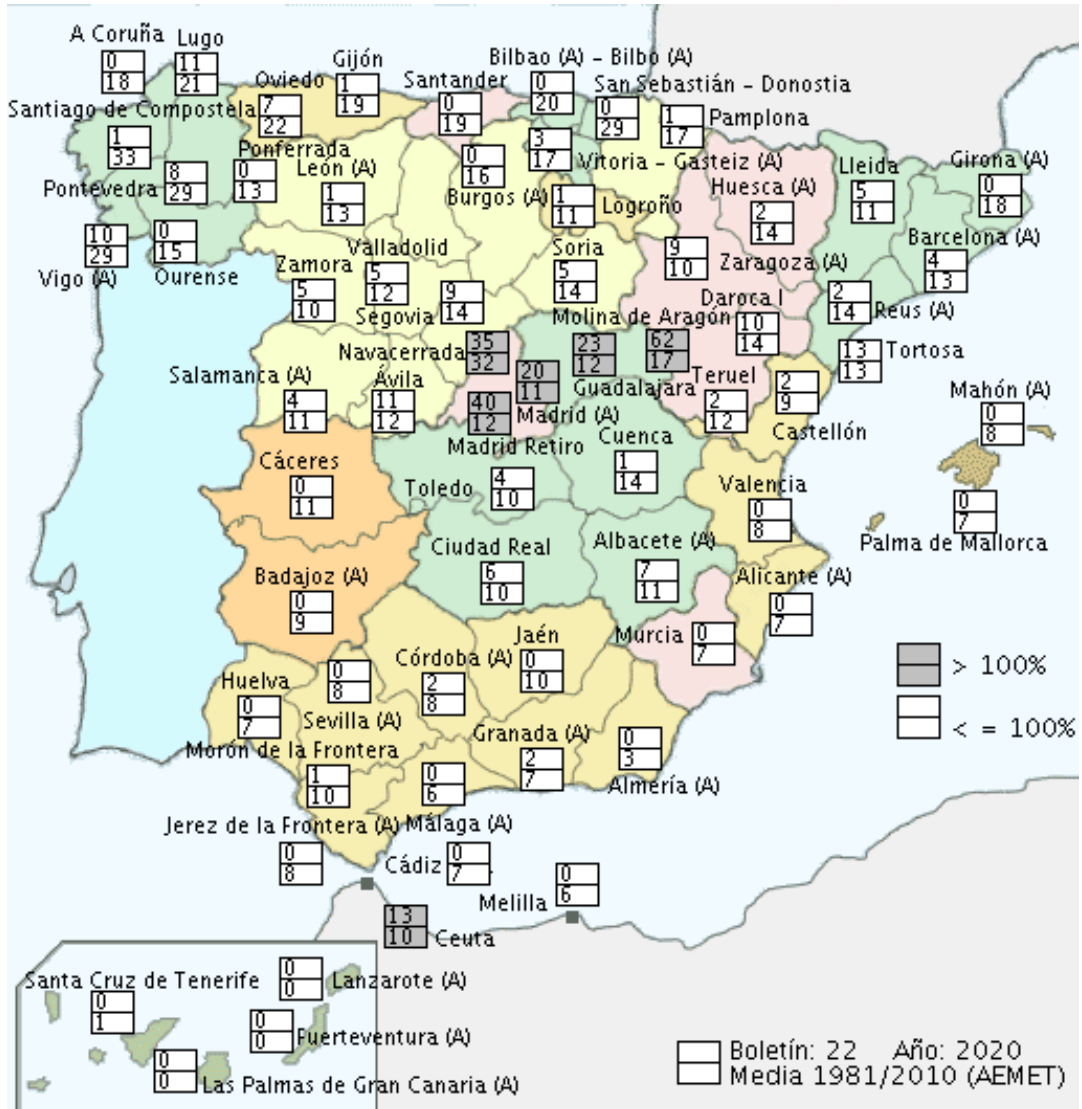 A Coruña
0
18
Lugo
11
21
Gijón
1
19
Oviedo
7
22
Santander
0
19
Bilbao (A) - Bilbo (A)
0
20
San Sebastián - Donostia
0
29
Pamplona
1
17
Santiago de Compostela
1
33
Pontevedra
8
29
Ponferrada
0
13
León (A)
1
13
Burgos (A)
0
16
Vitoria - Gasteiz (A)
3
17
Logroño
1
11
Huesca (A)
2
14
Lleida
5
11
Girona (A)
0
18
Vigo (A)
10
29
Ourense
0
15
Zamora
5
10
Valladolid
5
12
Soria
5
14
Zaragoza (A)
9
10
Barcelona (A)
4
13
Segovia
9
14
Daroca I
10
14
Reus (A)
2
14
Tortosa
13
13
Navacerrada
35
32
Molina de Aragón
62
17
Guadalajara
23
12
Salamanca (A)
4
11
Ávila
11
12
Madrid (A)
20
11
Madrid Retiro
40
12
Teruel
2
12
Castellón
2
9
Mahón (A)
0
8
Cáceres
0
11
Toledo
4
10
Cuenca
1
14
Valencia
0
8
Palma de Mallorca
0
7
Badajoz (A)
0
9
Ciudad Real
6
10
Albacete (A)
7
11
Alicante (A)
0
7
Murcia
0
7
Huelva
0
7
Sevilla (A)
0
8
Córdoba (A)
2
8
Jaén
0
10
> 100%
< = 100%
Morón de la Frontera
1
10
Málaga (A)
0
6
Granada (A)
2
7
Almería (A)
0
3
Jerez de la Frontera (A)
0
8
Cádiz
0
7
Melilla
0
6
Ceuta
13
10
Santa Cruz de Tenerife
0
1
Lanzarote (A)
0
0
Fuerteventura (A)
0
0
Las Palmas de Gran Canaria (A)
0
0
Boletín: 22 Año: 2020
Media 1981/2010 (AEMET)